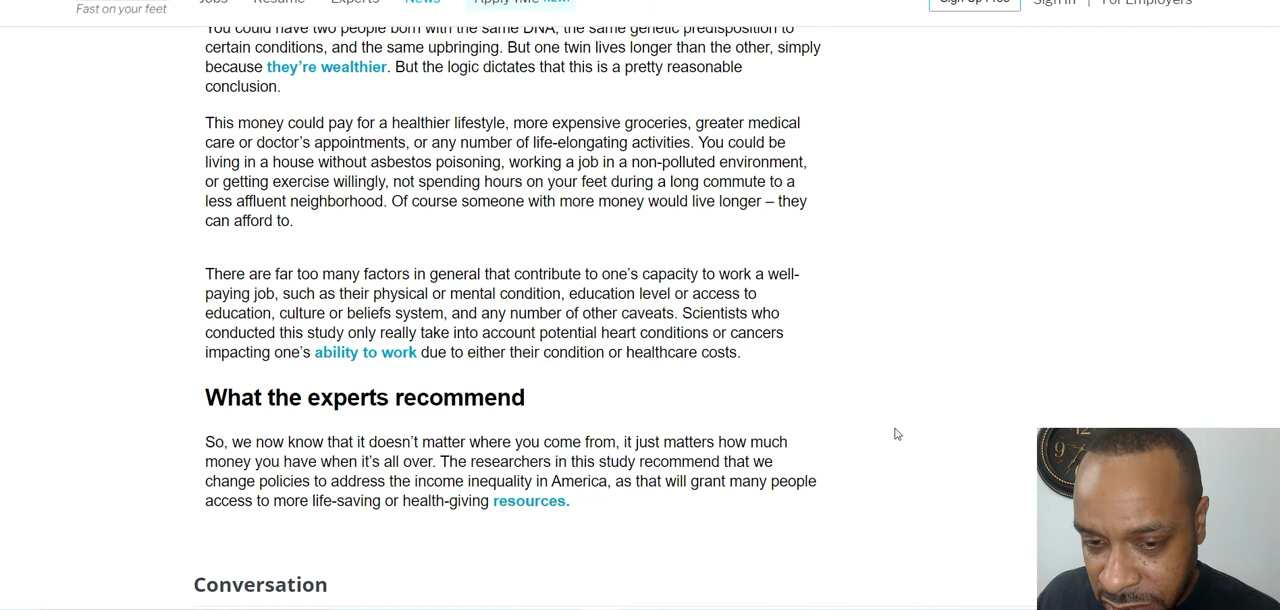 Fast on your feet
Jobs Resume Experts News Apply4Me NEW!
Sign Up Free Sign In | For Employers
You could have two people born with the same DNA, the same genetic predisposition to
certain conditions, and the same upbringing. But one twin lives longer than the other, simply
because they're wealthier. But the logic dictates that this is a pretty reasonable
conclusion.
This money could pay for a healthier lifestyle, more expensive groceries, greater medical
care or doctor's appointments, or any number of life-elongating activities. You could be
living in a house without asbestos poisoning, working a job in a non-polluted environment,
or getting exercise willingly, not spending hours on your feet during a long commute to a
less affluent neighborhood. Of course someone with more money would live longer – they
can afford to.
There are far too many factors in general that contribute to one's capacity to work a well-
paying job, such as their physical or mental condition, education level or access to
education, culture or beliefs system, and any number of other caveats. Scientists who
conducted this study only really take into account potential heart conditions or cancers
impacting one's ability to work due to either their condition or healthcare costs.
What the experts recommend
So, we now know that it doesn't matter where you come from, it just matters how much
money you have when it's all over. The researchers in this study recommend that we
change policies to address the income inequality in America, as that will grant many people
access to more life-saving or health-giving resources.
Conversation
12
9